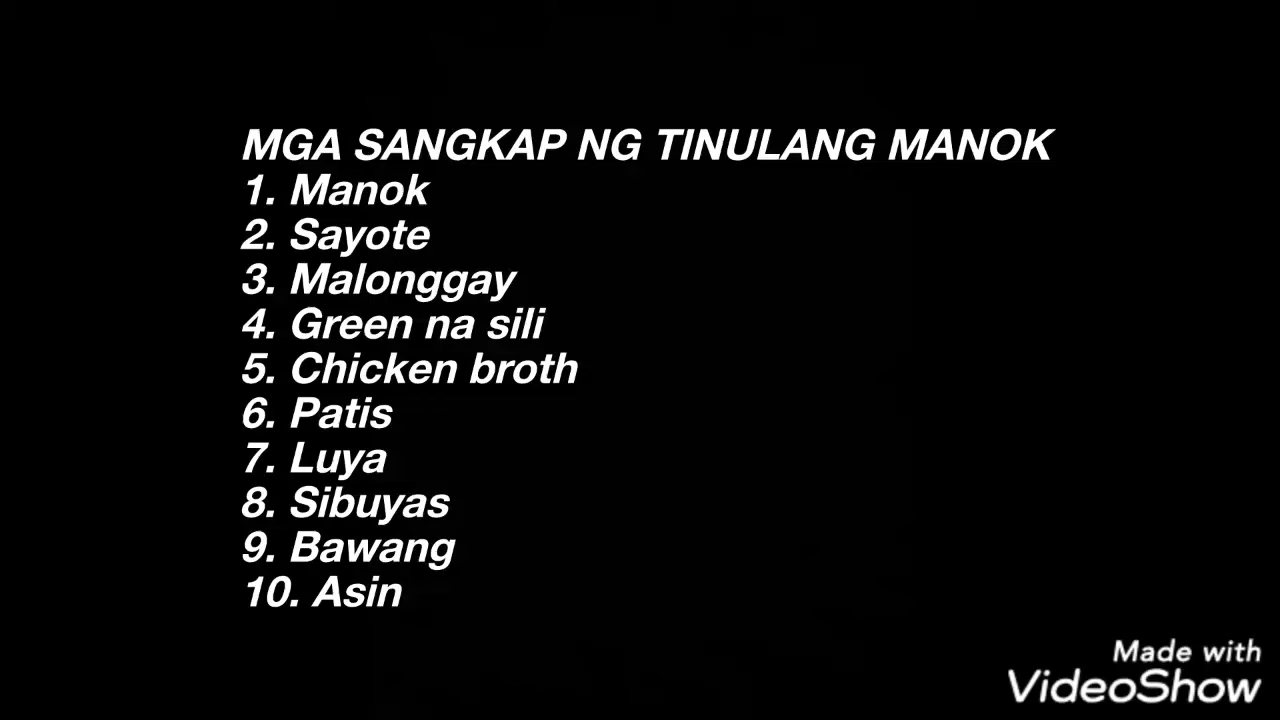 MGA SANGKAP NG TINULANG MANOK
1. Manok
2. Sayote
3. Malonggay
4. Green na sili
5. Chicken broth
6. Patis
7. Luya
8. Sibuyas
9. Bawang
10. Asin
Made with
VideoShow